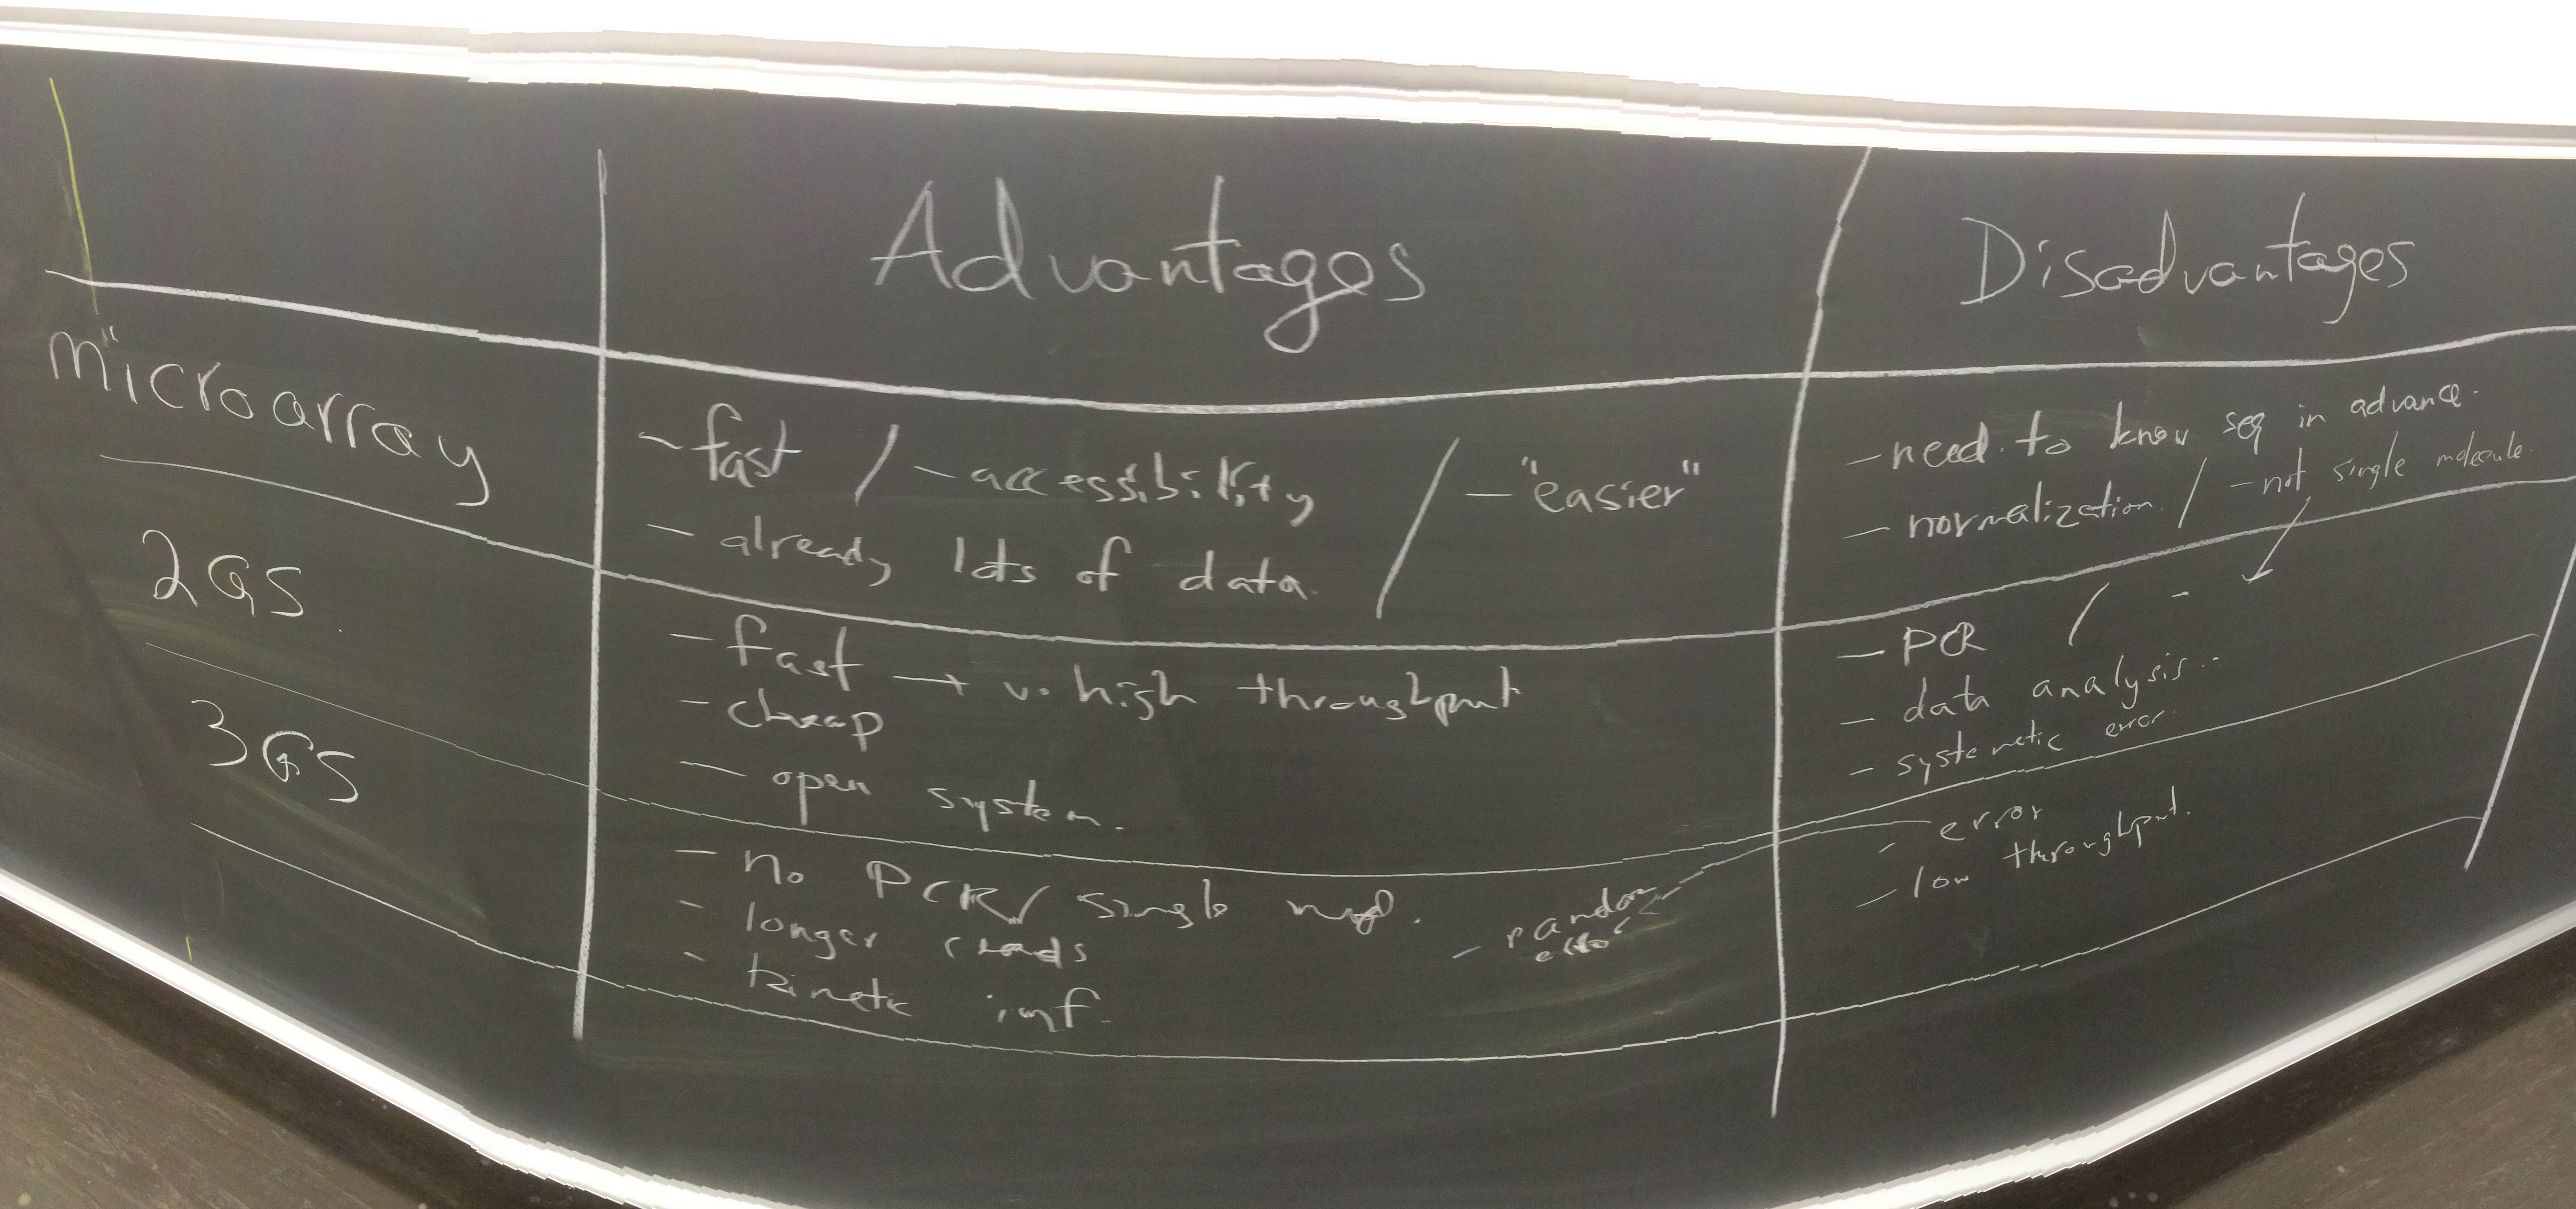 Advantages Disadvantages
microarray
- fast / - accessibility / - "easier"
- already lots of data.
- need to know seq in advance.
- normalization / - not single molecule.
2GS.
- fast → v. high throughput
- cheap
- open system.
- PCR / -
- data analysis...
- systematic error.
3GS
- no PCR / single mol.
- longer reads
- kinetic inf.
- random
error
- error
- low throughput.